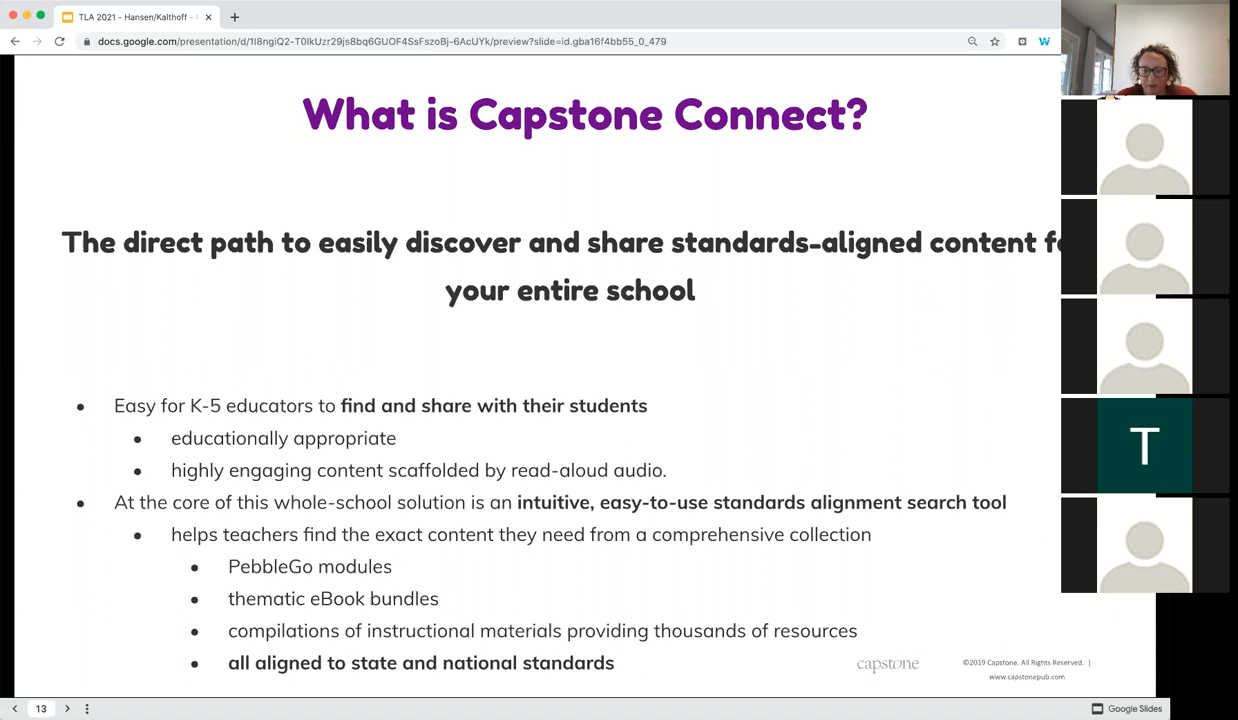 TLA 2021 - Hansen/Kalthoff -
docs.google.com/presentation/d/1I8ngiQ2-T0IkUzr29js8bq6GUOF4SsFszoBj-6AcUYk/preview?slide=id.gba16f4bb55_0_479
W
What is Capstone Connect?
The direct path to easily discover and share standards-aligned content
your entire school
• Easy for K-5 educators to find and share with their students
• educationally appropriate
• highly engaging content scaffolded by read-aloud audio.
• At the core of this whole-school solution is an intuitive, easy-to-use standards alignment search tool
• helps teachers find the exact content they need from a comprehensive collection
T
• PebbleGo modules
• thematic eBook bundles
• compilations of instructional materials providing thousands of resources
• all aligned to state and national standards
capstone
©2019 Capstone. All Rights Reserved. |
www.capstonepub.com
13
Google Slides